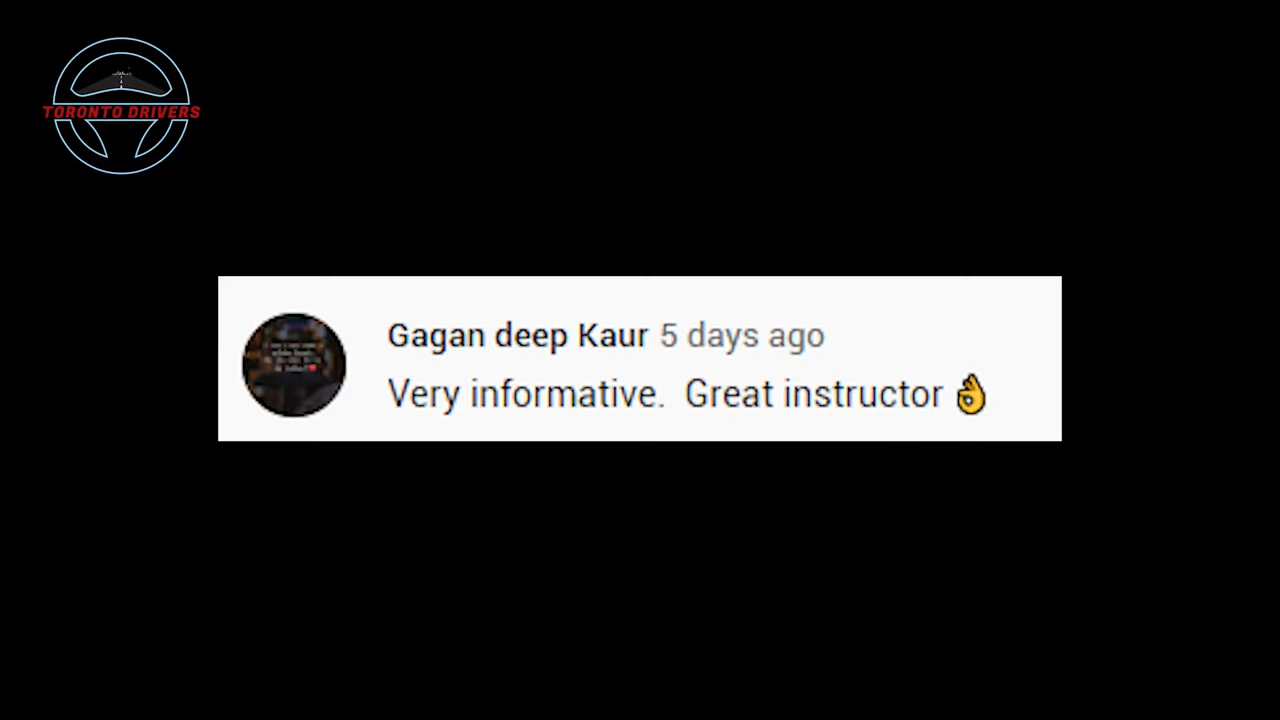 TORONTO DRIVERS
Gagan deep Kaur 5 days ago
Very informative.  Great instructor 👌